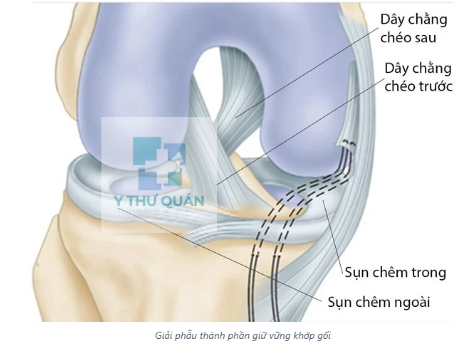 Dây chằng
chéo sau
Dây chằng
chéo trước
Y THƯ QUÁN
Sụn chêm trong
Sụn chêm ngoài
Giải phẫu thành phần giữ vững khớp gối